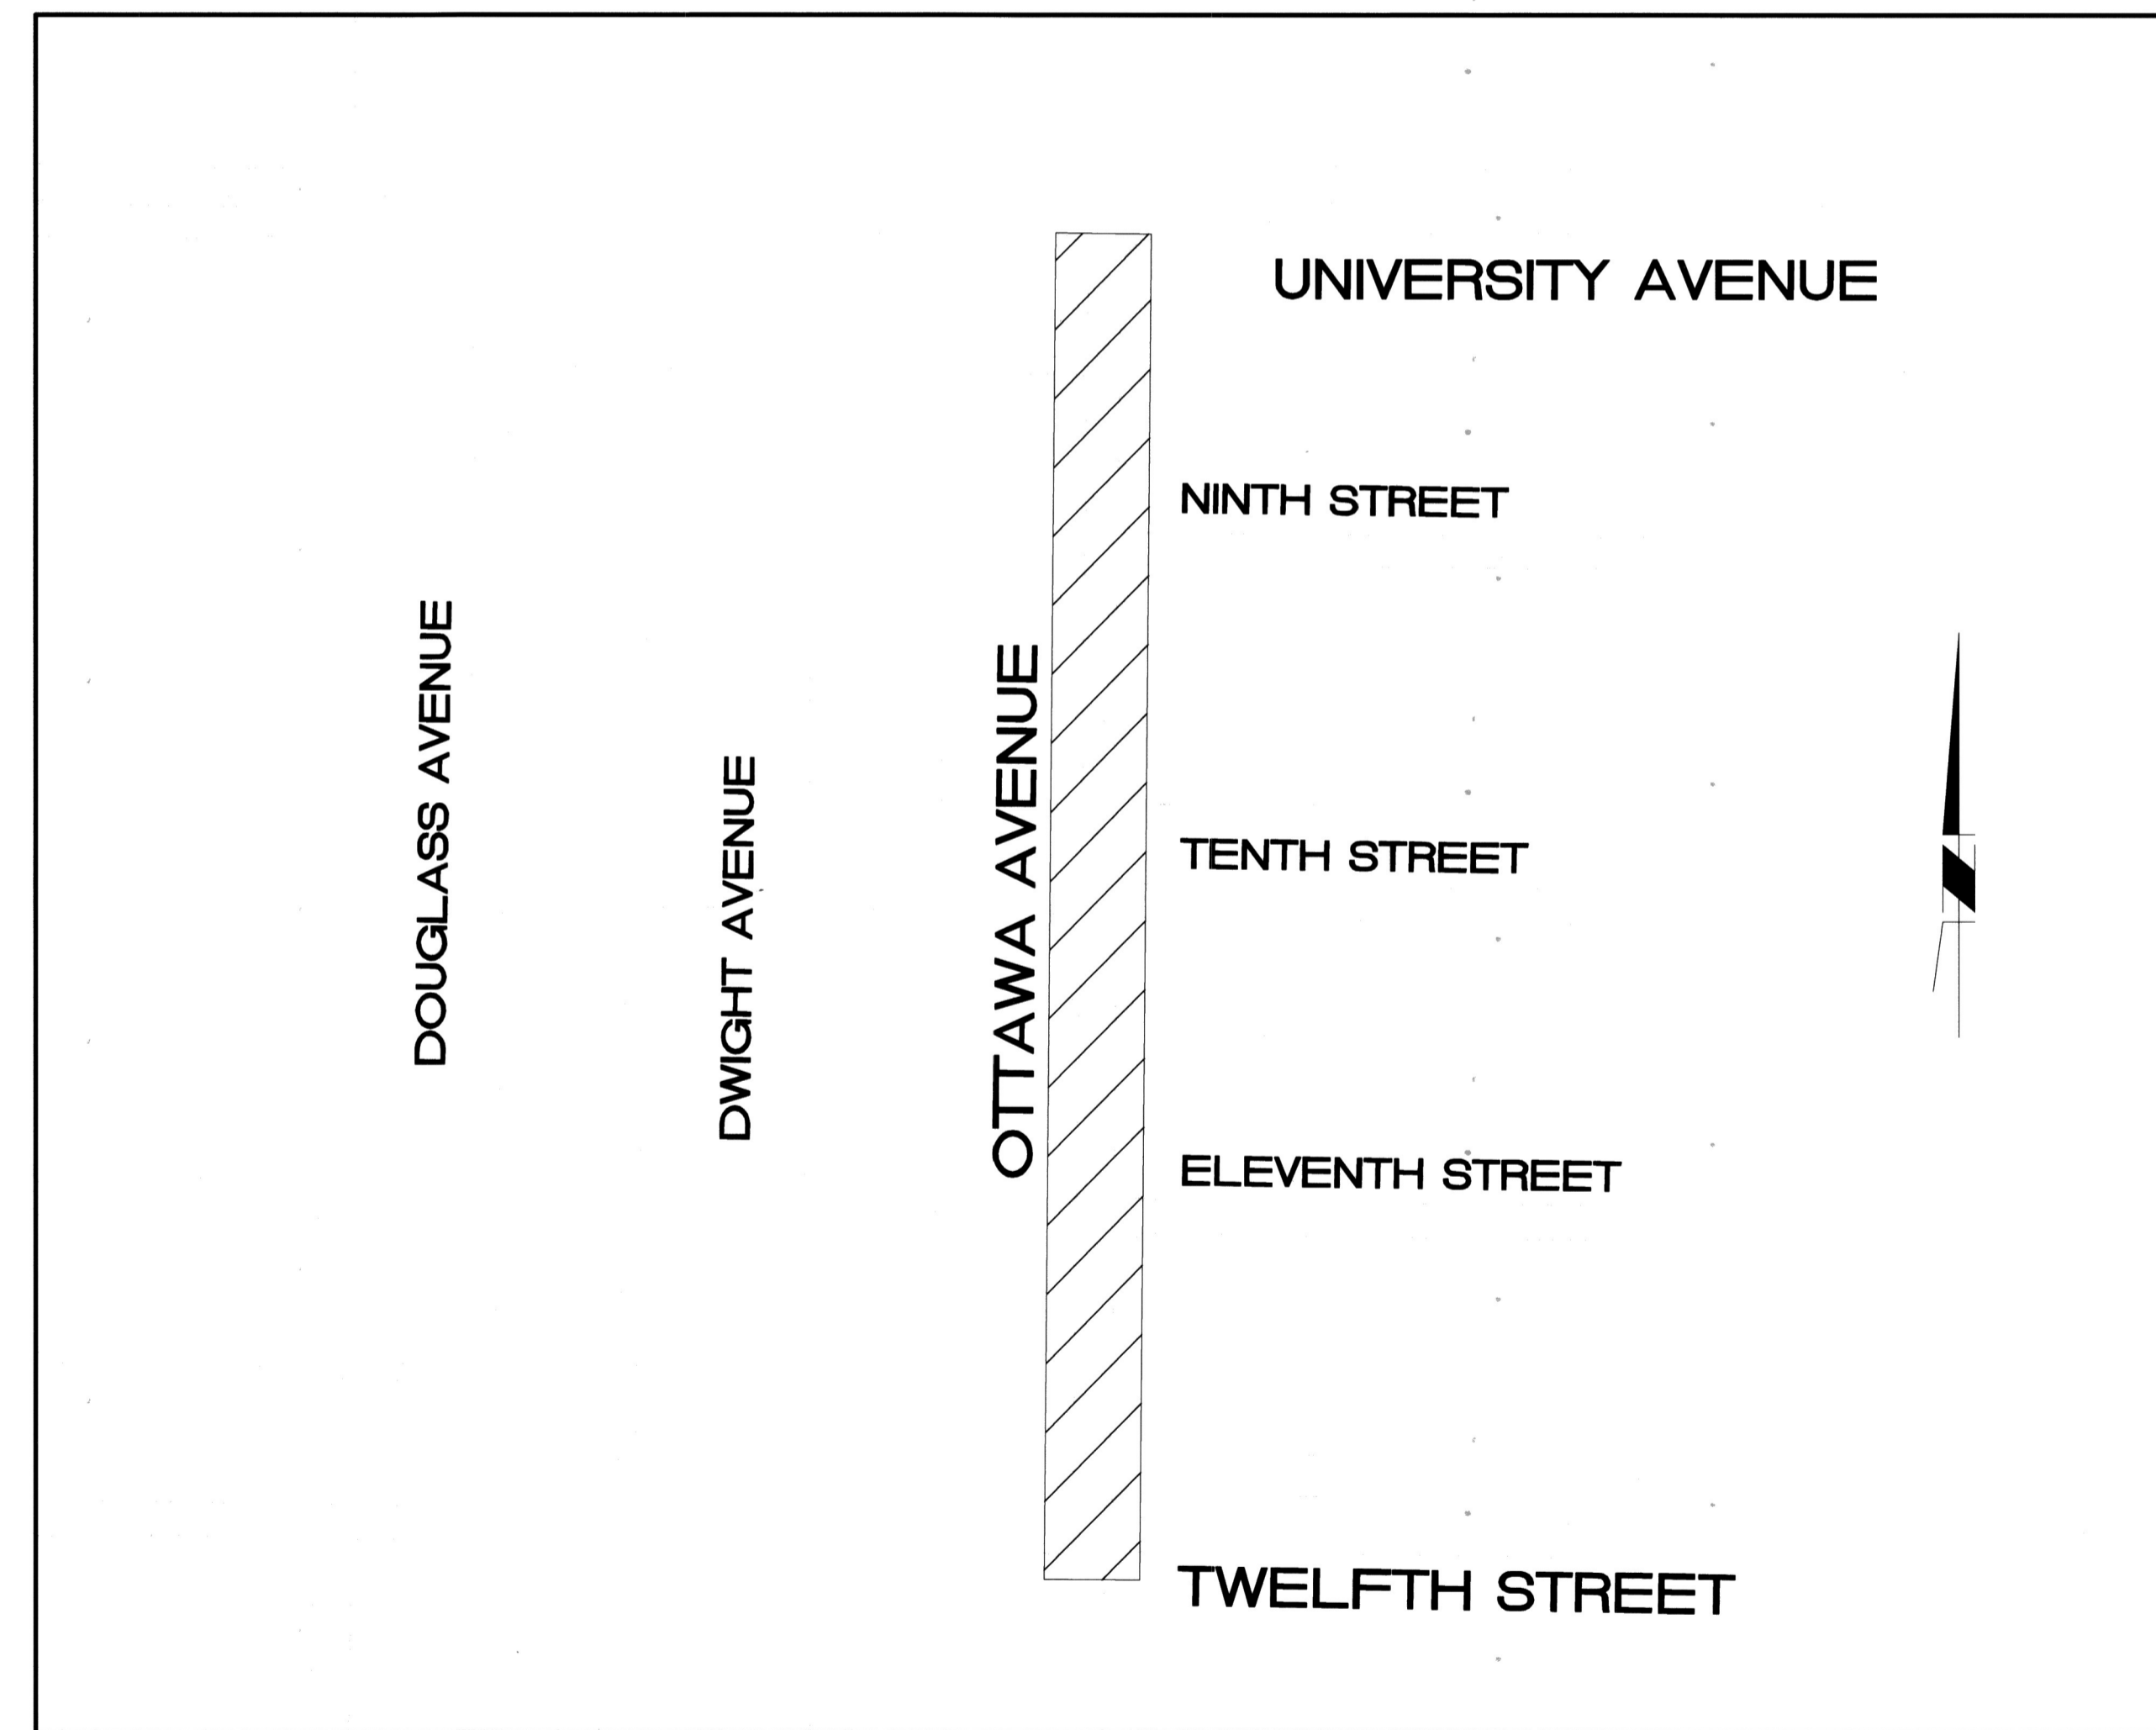 UNIVERSITY AVENUE
NINTH STREET
DOUGLASS AVENUE
DWIGHT AVENUE
OTTAWA AVENUE
TENTH STREET
ELEVENTH STREET
TWELFTH STREET